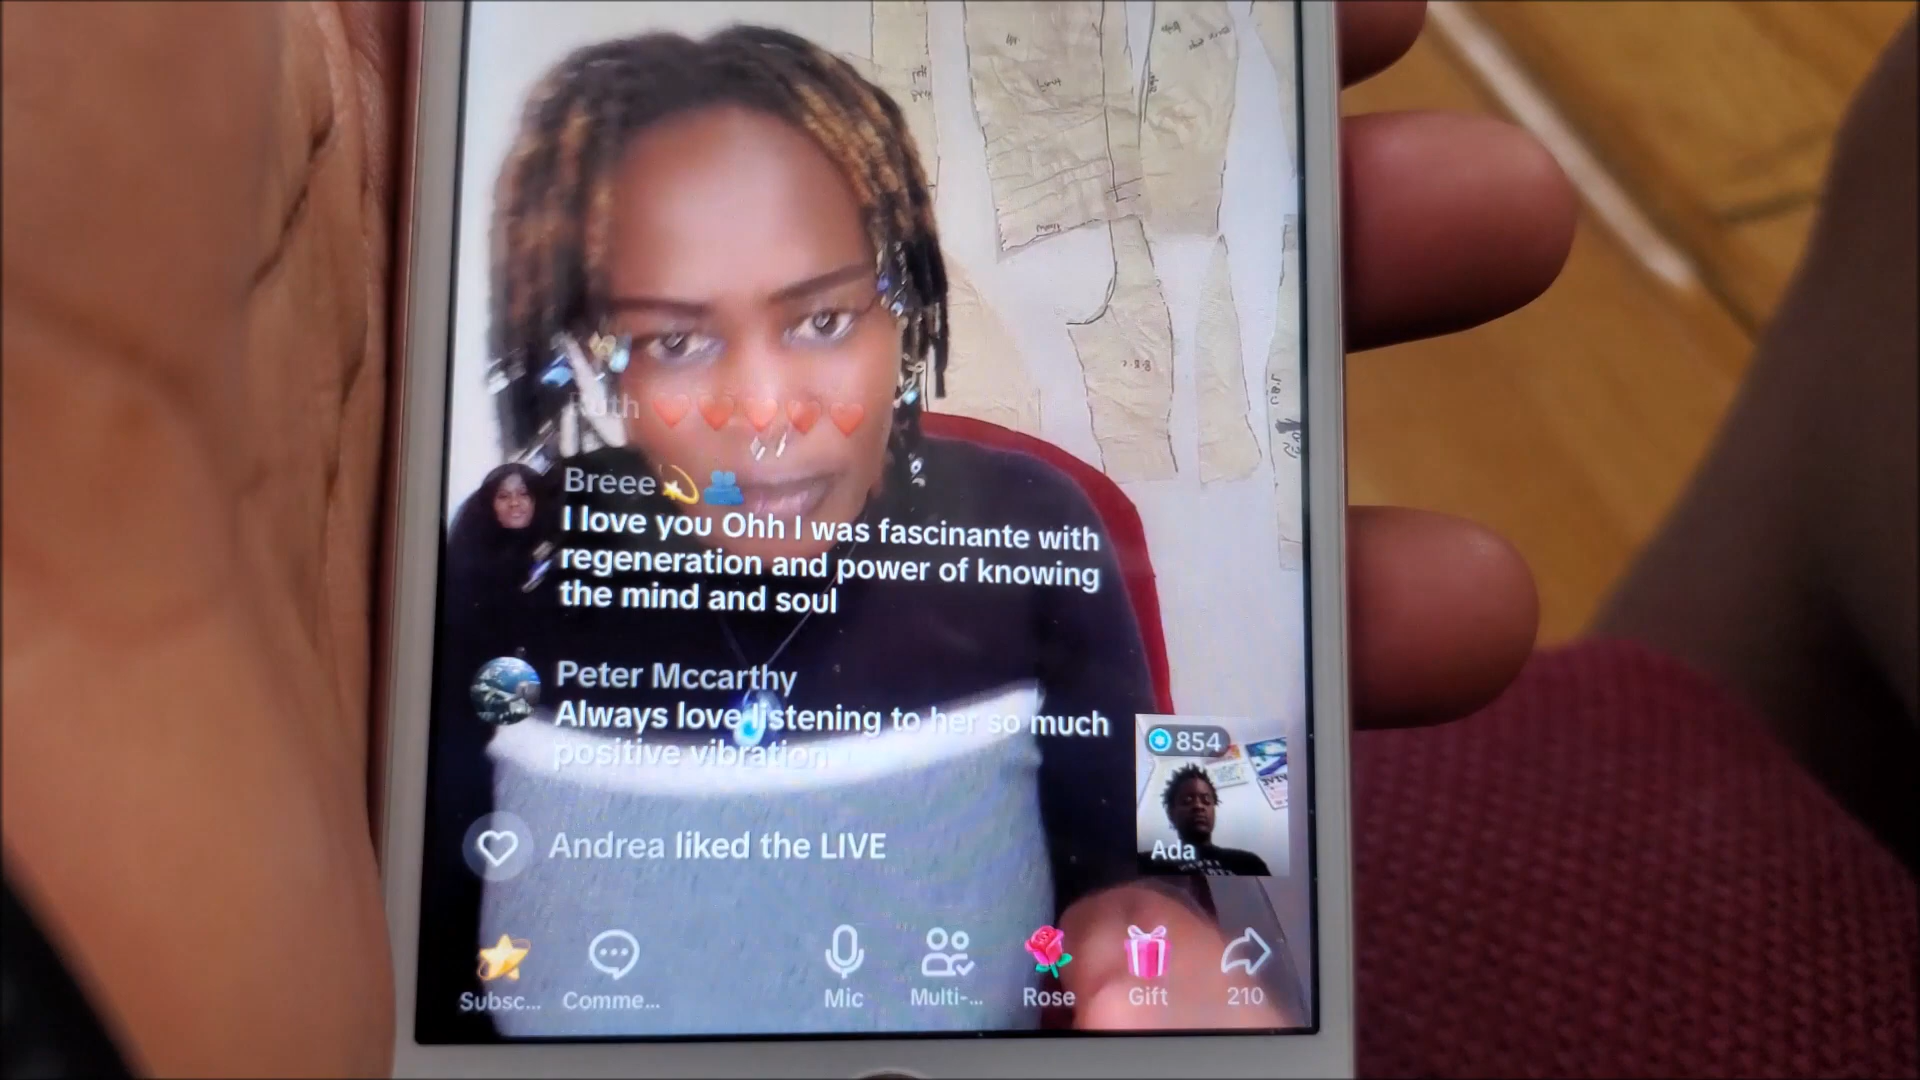 Ruth ❤️❤️❤️❤️❤️
Breee💫👥
I love you Ohh I was fascinante with
regeneration and power of knowing
the mind and soul
Peter Mccarthy
Always love listening to her so much
positive vibration
854
Ada
Andrea liked the LIVE
Subsc...
Comme...
Mic
Multi-...
Rose
Gift
210